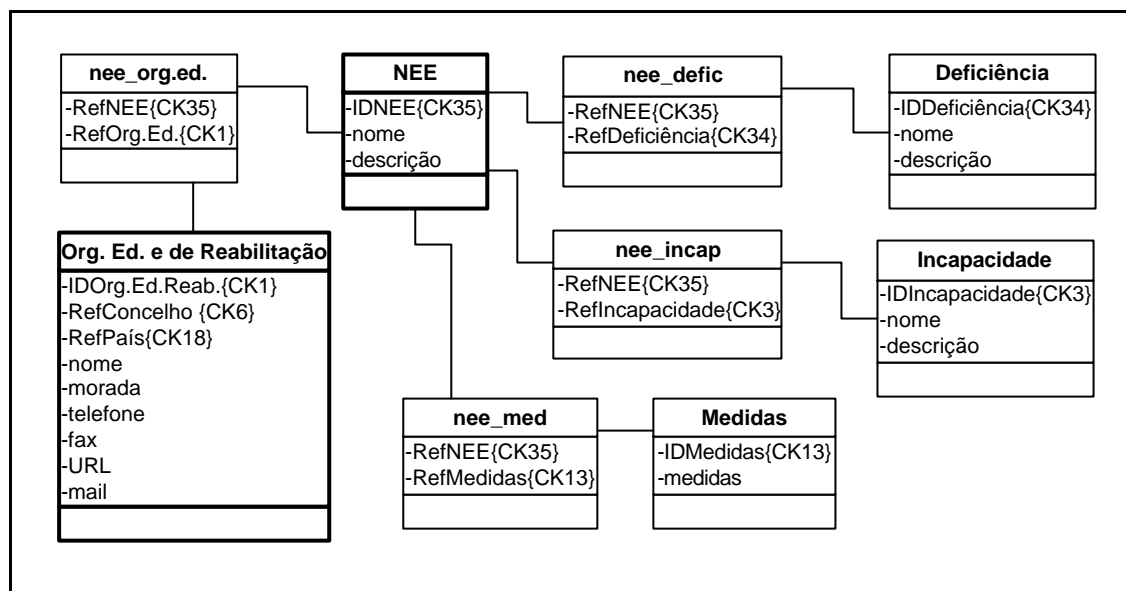 nee_org.ed.
-RefNEE{CK35}
-RefOrg.Ed.{CK1}
NEE
-IDNEE{CK35}
-nome
-descrição
nee_defic
-RefNEE{CK35}
-RefDeficiência{CK34}
Deficiência
-IDDeficiência{CK34}
-nome
-descrição
Org. Ed. e de Reabilitação
-IDOrg.Ed.Reab.{CK1}
-RefConcelho {CK6}
-RefPaís{CK18}
-nome
-morada
-telefone
-fax
-URL
-mail
nee_incap
-RefNEE{CK35}
-RefIncapacidade{CK3}
Incapacidade
-IDIncapacidade{CK3}
-nome
-descrição
nee_med
-RefNEE{CK35}
-RefMedidas{CK13}
Medidas
-IDMedidas{CK13}
-medidas